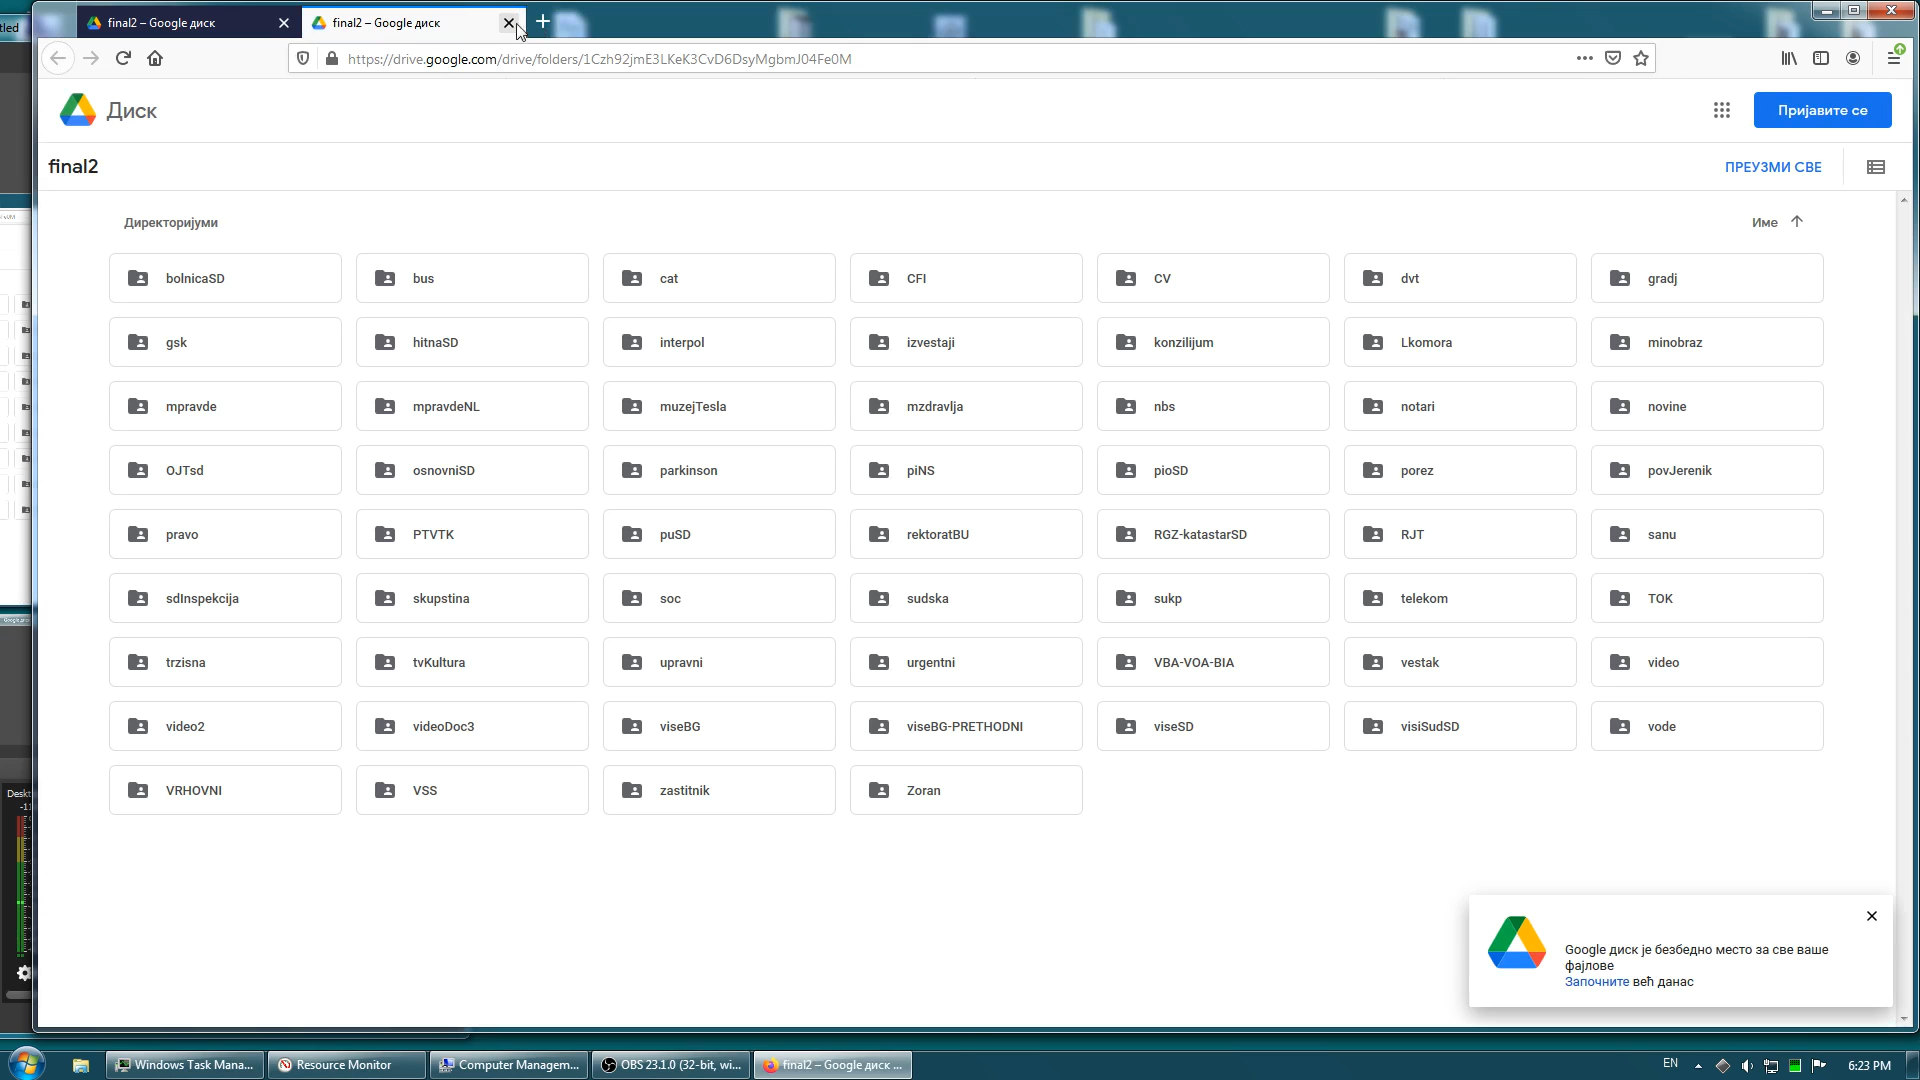 tled
final2 – Google диск
final2 – Google диск
https://drive.google.com/drive/folders/1Czh92jmE3LKeK3CvD6DsyMgbmJ04Fe0M
Диск
Пријавите се
final2
ПРЕУЗМИ СВЕ
Директоријуми
Име
bolnicaSD
bus
cat
CFI
CV
dvt
gradj
gsk
hitnaSD
interpol
izvestaji
konzilijum
Lkomora
minobraz
mpravde
mpravdeNL
muzejTesla
mzdravlja
nbs
notari
novine
OJTsd
osnovniSD
parkinson
piNS
pioSD
porez
povJerenik
pravo
PTVTK
puSD
rektoratBU
RGZ-katastarSD
RJT
sanu
sdInspekcija
skupstina
soc
sudska
sukp
telekom
TOK
trzisna
tvKultura
upravni
urgentni
VBA-VOA-BIA
vestak
video
video2
videoDoc3
viseBG
viseBG-PRETHODNI
viseSD
visiSudSD
vode
VRHOVNI
VSS
zastitnik
Zoran
Deskt
Google диск је безбедно место за све ваше
фајлове
Започните већ данас
Windows Task Mana...
Resource Monitor
Computer Managem...
OBS 23.1.0 (32-bit, wi...
final2 – Google диск ...
EN
6:23 PM